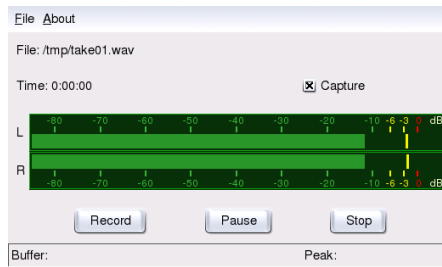 File About
File: /tmp/take01.wav
Time: 0:00:00
Capture
-80 -70 -60 -50 -40 -30 -20 -10 -6 -3 0 dB
L
R
-80 -70 -60 -50 -40 -30 -20 -10 -6 -3 0 dB
Record Pause Stop
Buffer: Peak: